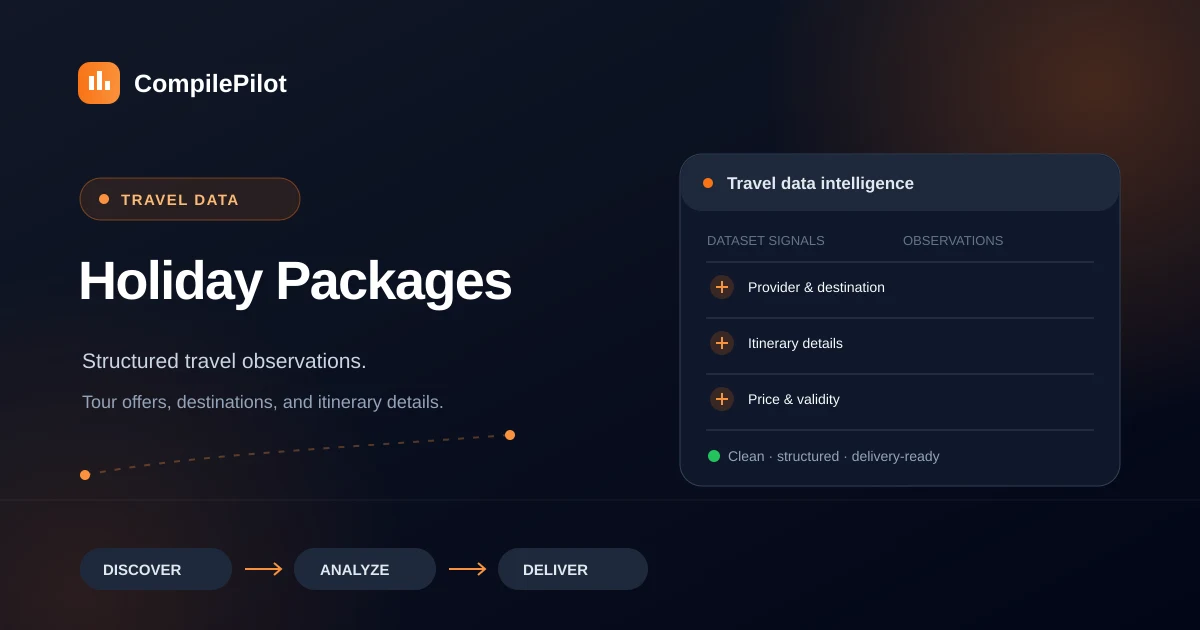 CompilePilot
TRAVEL DATA
Holiday Packages
Structured travel observations.
Tour offers, destinations, and itinerary details.
Travel data intelligence
DATASET SIGNALS OBSERVATIONS
Provider & destination
Itinerary details
Price & validity
Clean · structured · delivery-ready
DISCOVER ANALYZE DELIVER